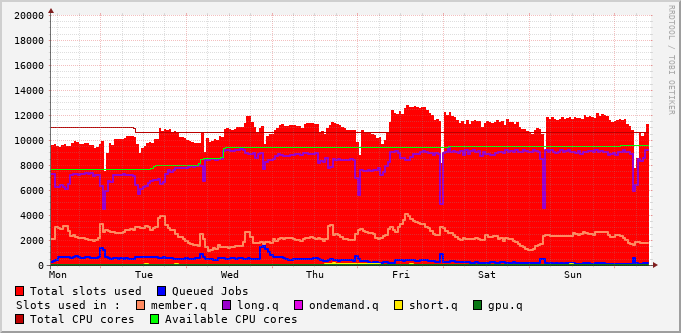 RRDTOOL / TOBI OETIKER
20000
18000
16000
14000
12000
10000
8000
6000
4000
2000
0
Mon Tue Wed Thu Fri Sat Sun
Total slots used Queued Jobs
Slots used in : member.q long.q ondemand.q short.q gpu.q
Total CPU cores Available CPU cores